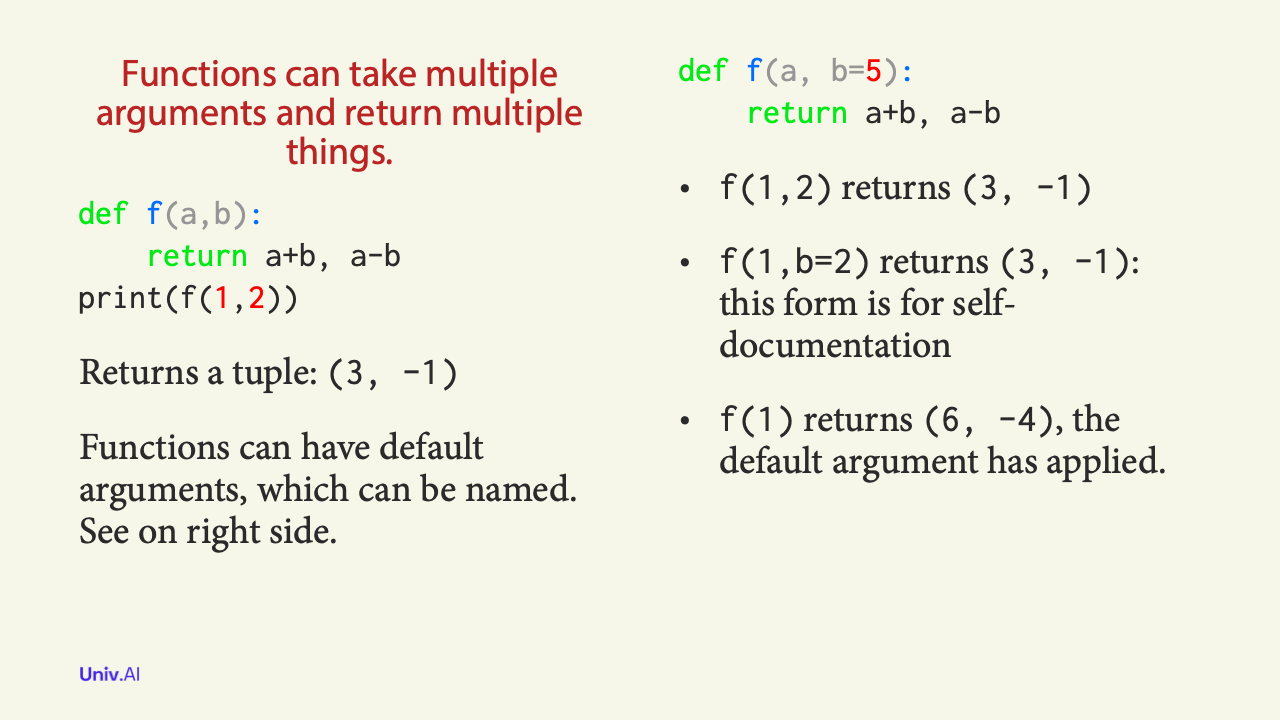 Functions can take multiple
arguments and return multiple
things.
def f(a,b):
    return a+b, a-b
print(f(1,2))
Returns a tuple: (3, -1)
Functions can have default
arguments, which can be named.
See on right side.
def f(a, b=5):
    return a+b, a-b
• f(1,2) returns (3, -1)
• f(1,b=2) returns (3, -1):
this form is for self-
documentation
• f(1) returns (6, -4), the
default argument has applied.
Univ.AI